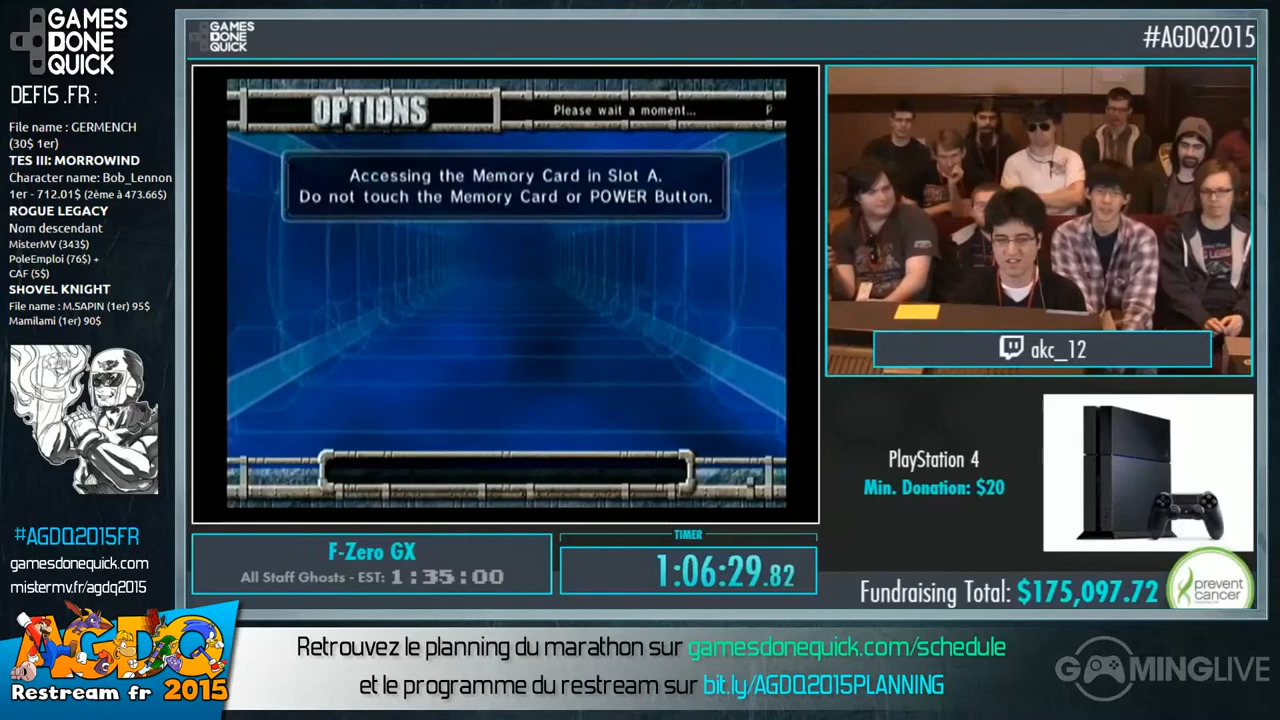 GAMES
DONE
QUICK
DEFIS .FR :
File name : GERMENCH
(30$ 1er)
TES III: MORROWIND
Character name: Bob_Lennon
1er - 712.01$ (2ème à 473.66$)
ROGUE LEGACY
Nom descendant
MisterMV (343$)
PoleEmploi (76$) +
CAF (5$)
SHOVEL KNIGHT
File name : M.SAPIN (1er) 95$
Mamilami (1er) 90$
#AGDQ2015FR
gamesdonequick.com
mistermv.fr/agdq2015
AGDQ
Restream fr 2015
GAMES
DONE
QUICK
#AGDQ2015
OPTIONS
Please wait a moment... P
Accessing the Memory Card in Slot A.
Do not touch the Memory Card or POWER Button.
akc_12
PlayStation 4
Min. Donation: $20
F-Zero GX
All Staff Ghosts - EST: 1:35:00
TIMER
1:06:29.82
Fundraising Total: $175,097.72
prevent
cancer
Retrouvez le planning du marathon sur gamesdonequick.com/schedule
et le programme du restream sur bit.ly/AGDQ2015PLANNING
GAMINGLIVE